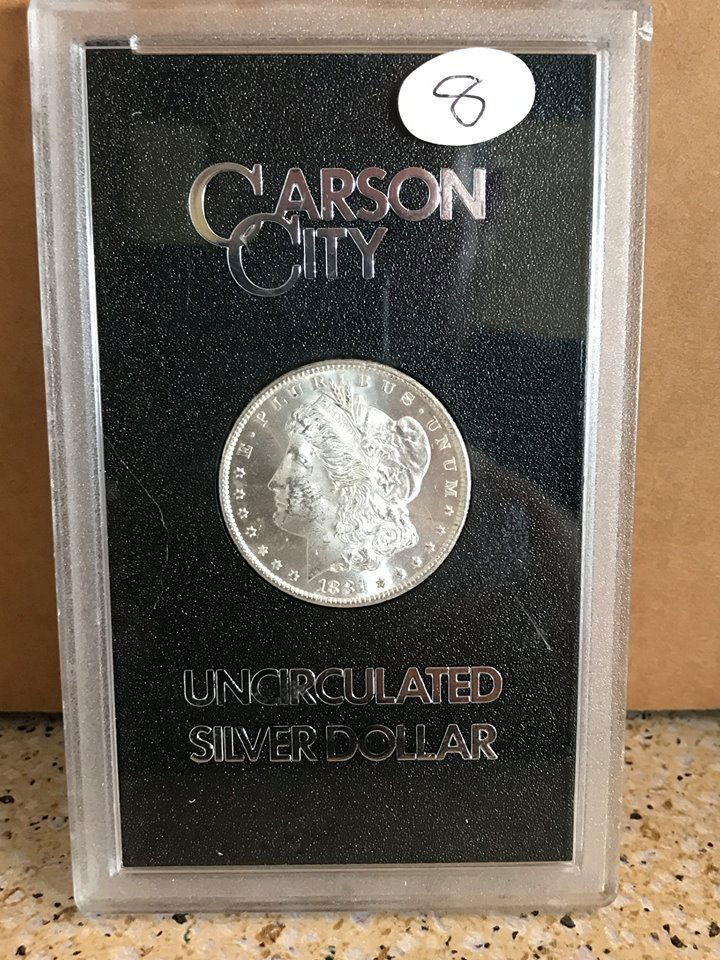 8
CARSON
CITY
E · PLURIBUS · UNUM
UNCIRCULATED
SILVER DOLLAR